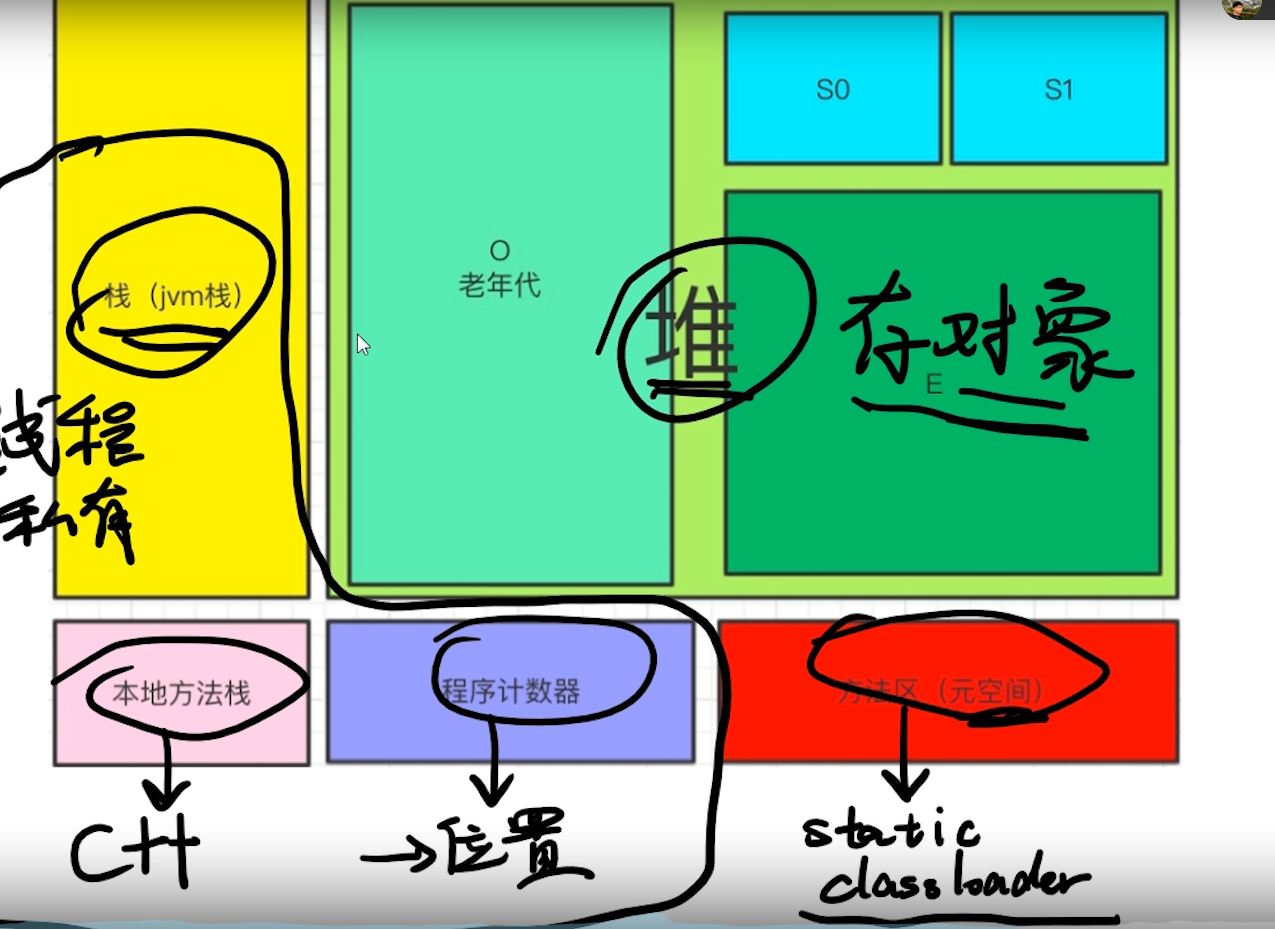 S0
S1
O
老年代
栈（jvm栈）
堆
存对象
E
线程
私有
本地方法栈
程序计数器
方法区（元空间）
C++
→位置
static
classloader